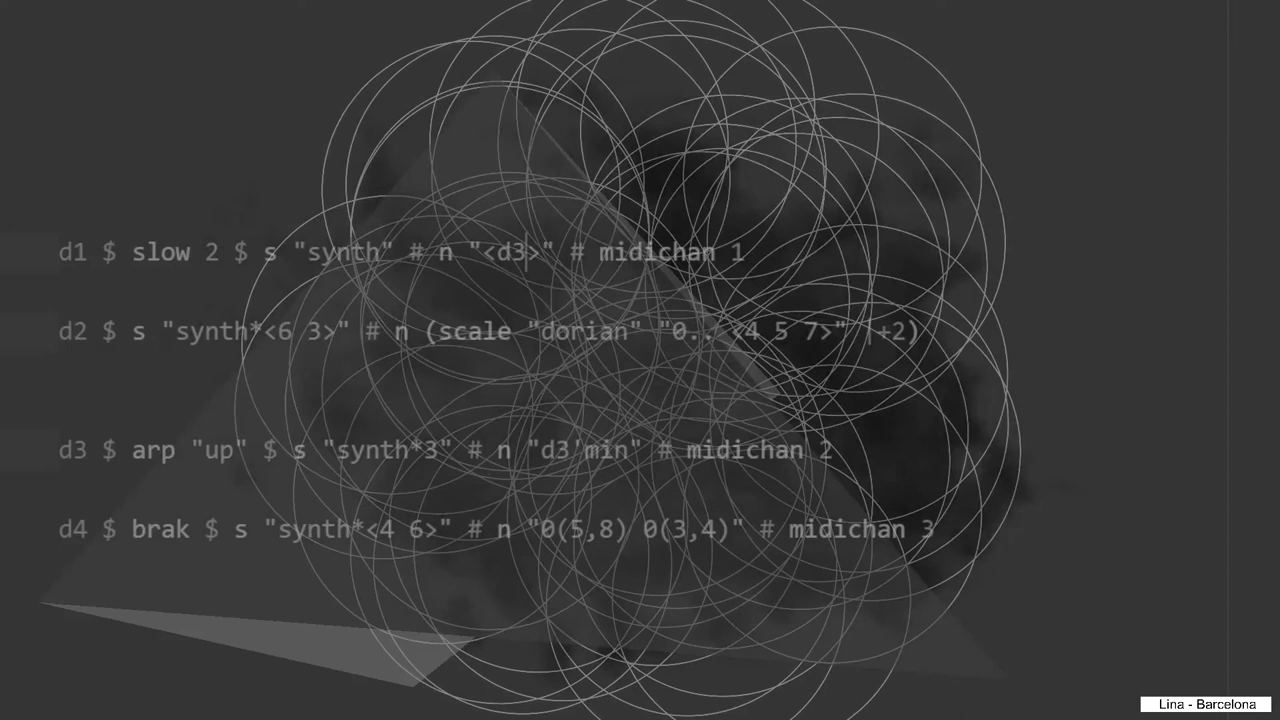 d1 $ slow 2 $ s "synth" # n "<d3>" # midichan 1
d2 $ s "synth*<6 3>" # n (scale "dorian" "0..<4 5 7>" |+2)
d3 $ arp "up" $ s "synth*3" # n "d3'min" # midichan 2
d4 $ brak $ s "synth*<4 6>" # n "0(5,8) 0(3,4)" # midichan 3
Lina - Barcelona